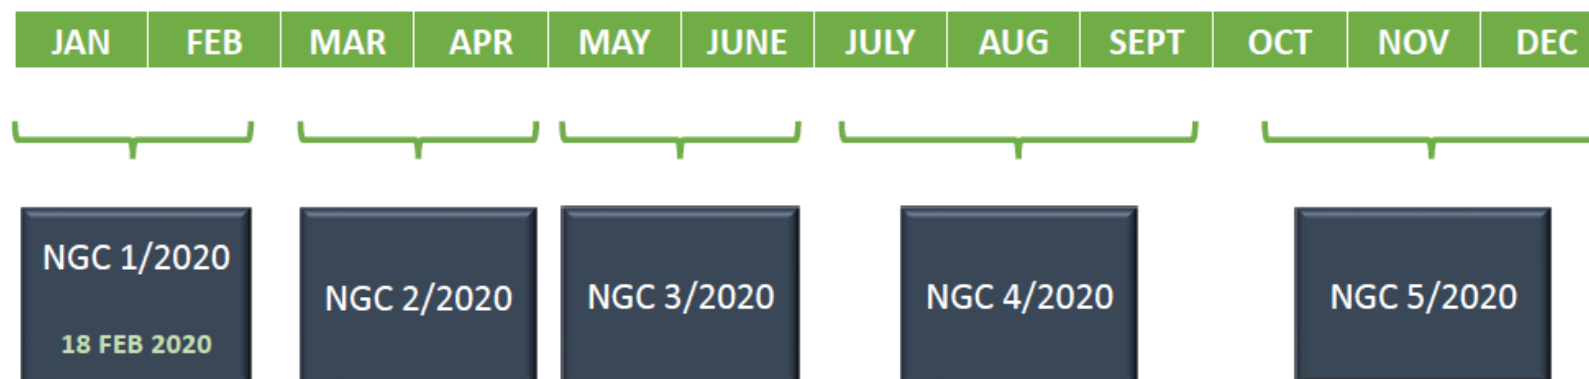 JAN FEB MAR APR MAY JUNE JULY AUG SEPT OCT NOV DEC
NGC 1/2020
18 FEB 2020
NGC 2/2020
NGC 3/2020
NGC 4/2020
NGC 5/2020